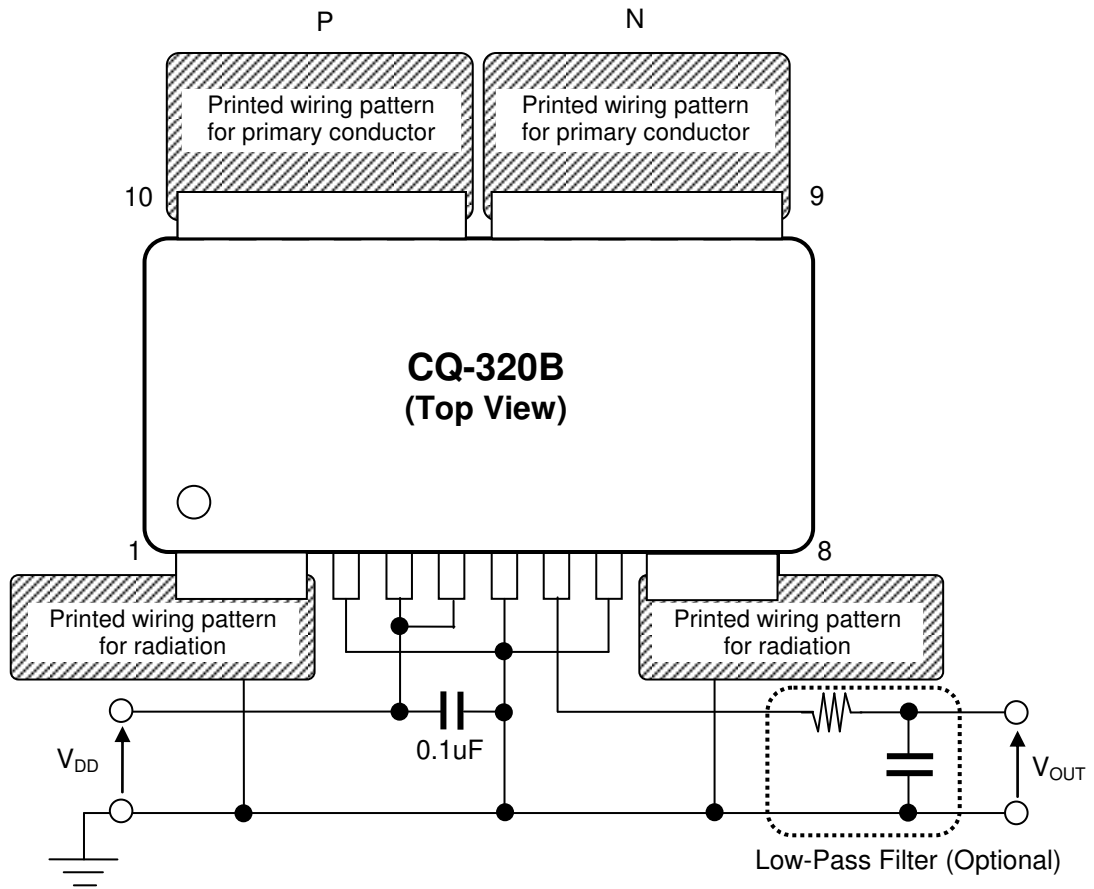 P
N
Printed wiring pattern
for primary conductor
Printed wiring pattern
for primary conductor
10
9
CQ-320B
(Top View)
1
8
Printed wiring pattern
for radiation
Printed wiring pattern
for radiation
0.1uF
VDD
VOUT
Low-Pass Filter (Optional)